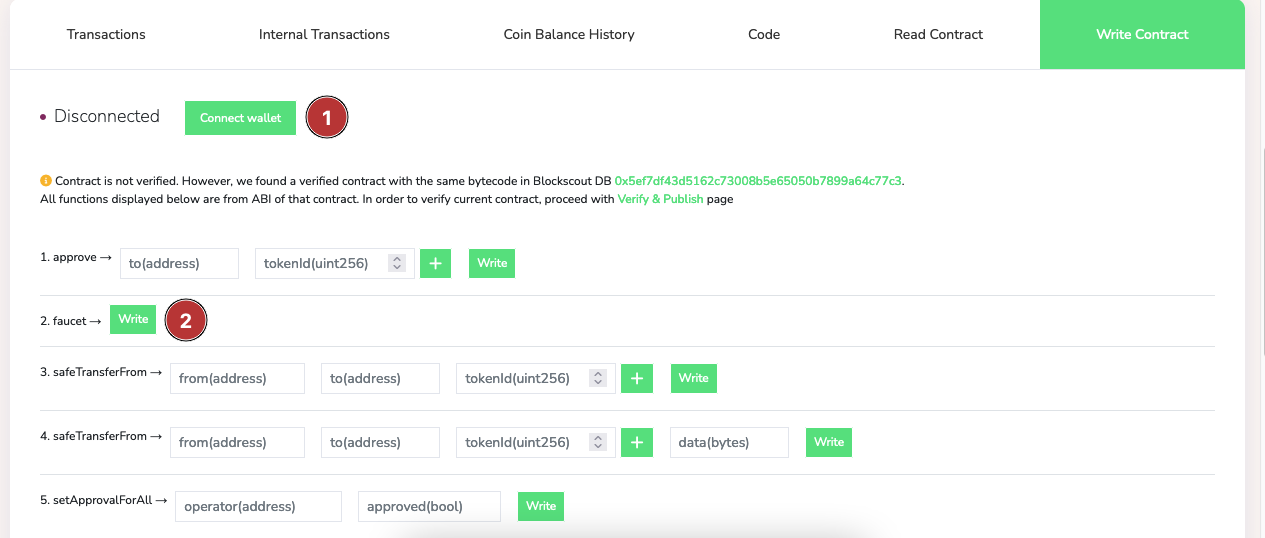 Transactions Internal Transactions Coin Balance History Code Read Contract Write Contract
• Disconnected Connect wallet 1
Contract is not verified. However, we found a verified contract with the same bytecode in Blockscout DB 0x5ef7df43d5162c73008b5e65050b7899a64c77c3.
All functions displayed below are from ABI of that contract. In order to verify current contract, proceed with Verify & Publish page
1. approve → to(address) tokenId(uint256) + Write
2. faucet → Write 2
3. safeTransferFrom → from(address) to(address) tokenId(uint256) + Write
4. safeTransferFrom → from(address) to(address) tokenId(uint256) + data(bytes) Write
5. setApprovalForAll → operator(address) approved(bool) Write